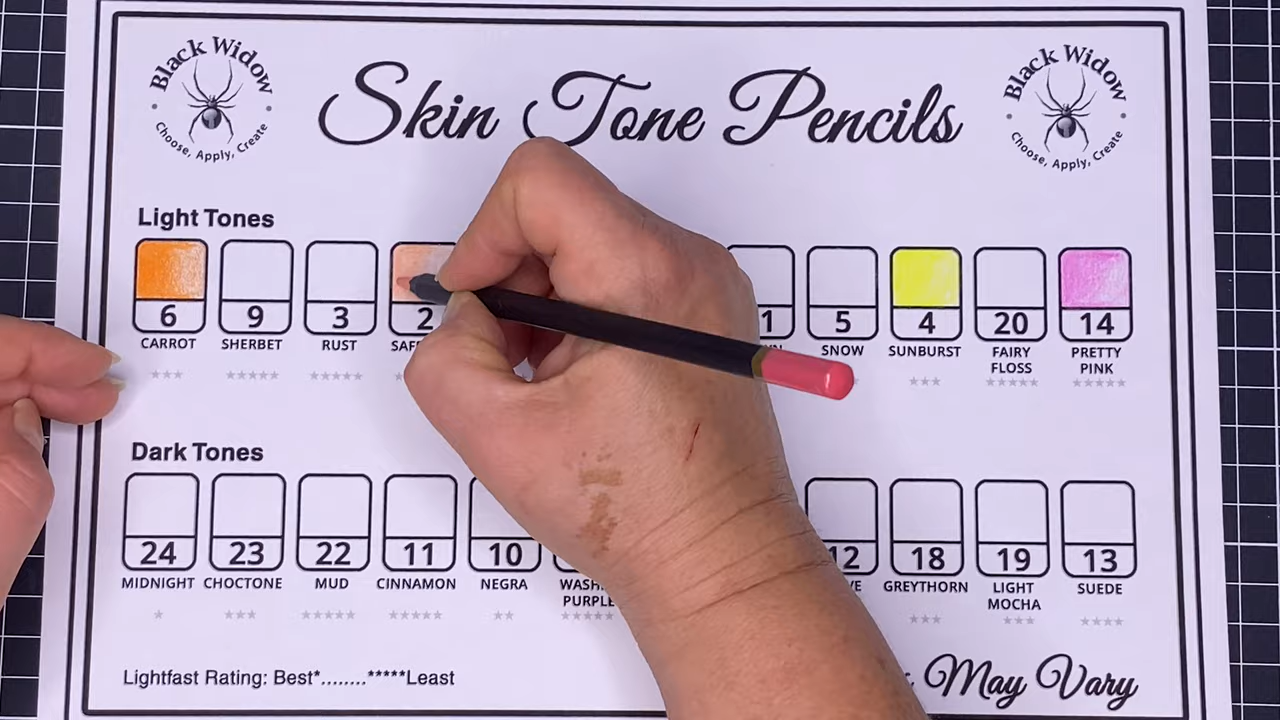 Black Widow
Choose, Apply, Create
Skin Tone Pencils
Black Widow
Choose, Apply, Create
Light Tones
6 9 3 2 1 5 4 20 14
CARROT SHERBET RUST SNOW SUNBURST FAIRY FLOSS PRETTY PINK
*** ***** ***** *** ***** *****
Dark Tones
24 23 22 11 10 12 18 19 13
MIDNIGHT CHOCTONE MUD CINNAMON NEGRA GREYTHORN LIGHT MOCHA SUEDE
* *** ***** ***** ** ***** *** *** ****
Lightfast Rating: Best*........*****Least
May Vary